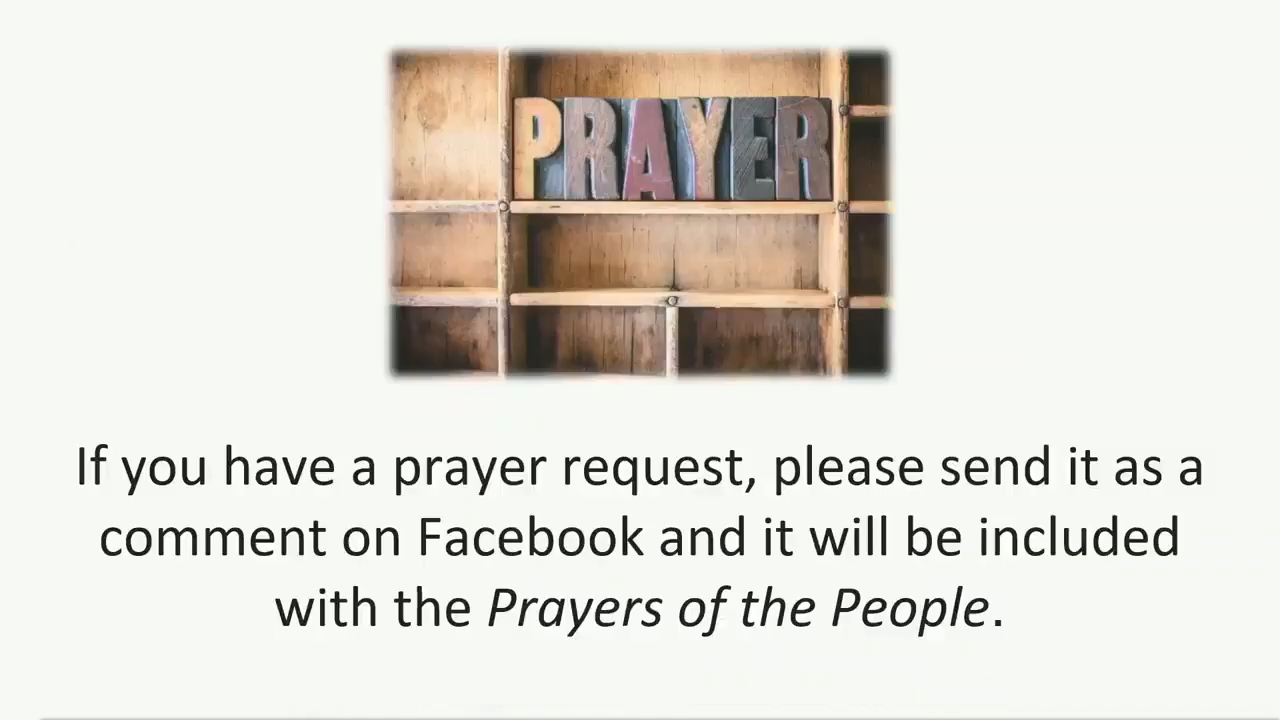 PRAYER
If you have a prayer request, please send it as a
comment on Facebook and it will be included
with the Prayers of the People.